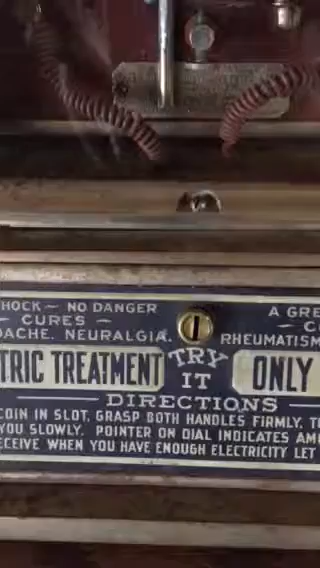 HOCK — NO DANGER
A GRE
— CURES —
— C
DACHE. NEURALGIA.
RHEUMATISM
TRIC TREATMENT
TRY
IT
ONLY
DIRECTIONS
COIN IN SLOT, GRASP BOTH HANDLES FIRMLY, T
YOU SLOWLY. POINTER ON DIAL INDICATES AM
ECEIVE WHEN YOU HAVE ENOUGH ELECTRICITY LET